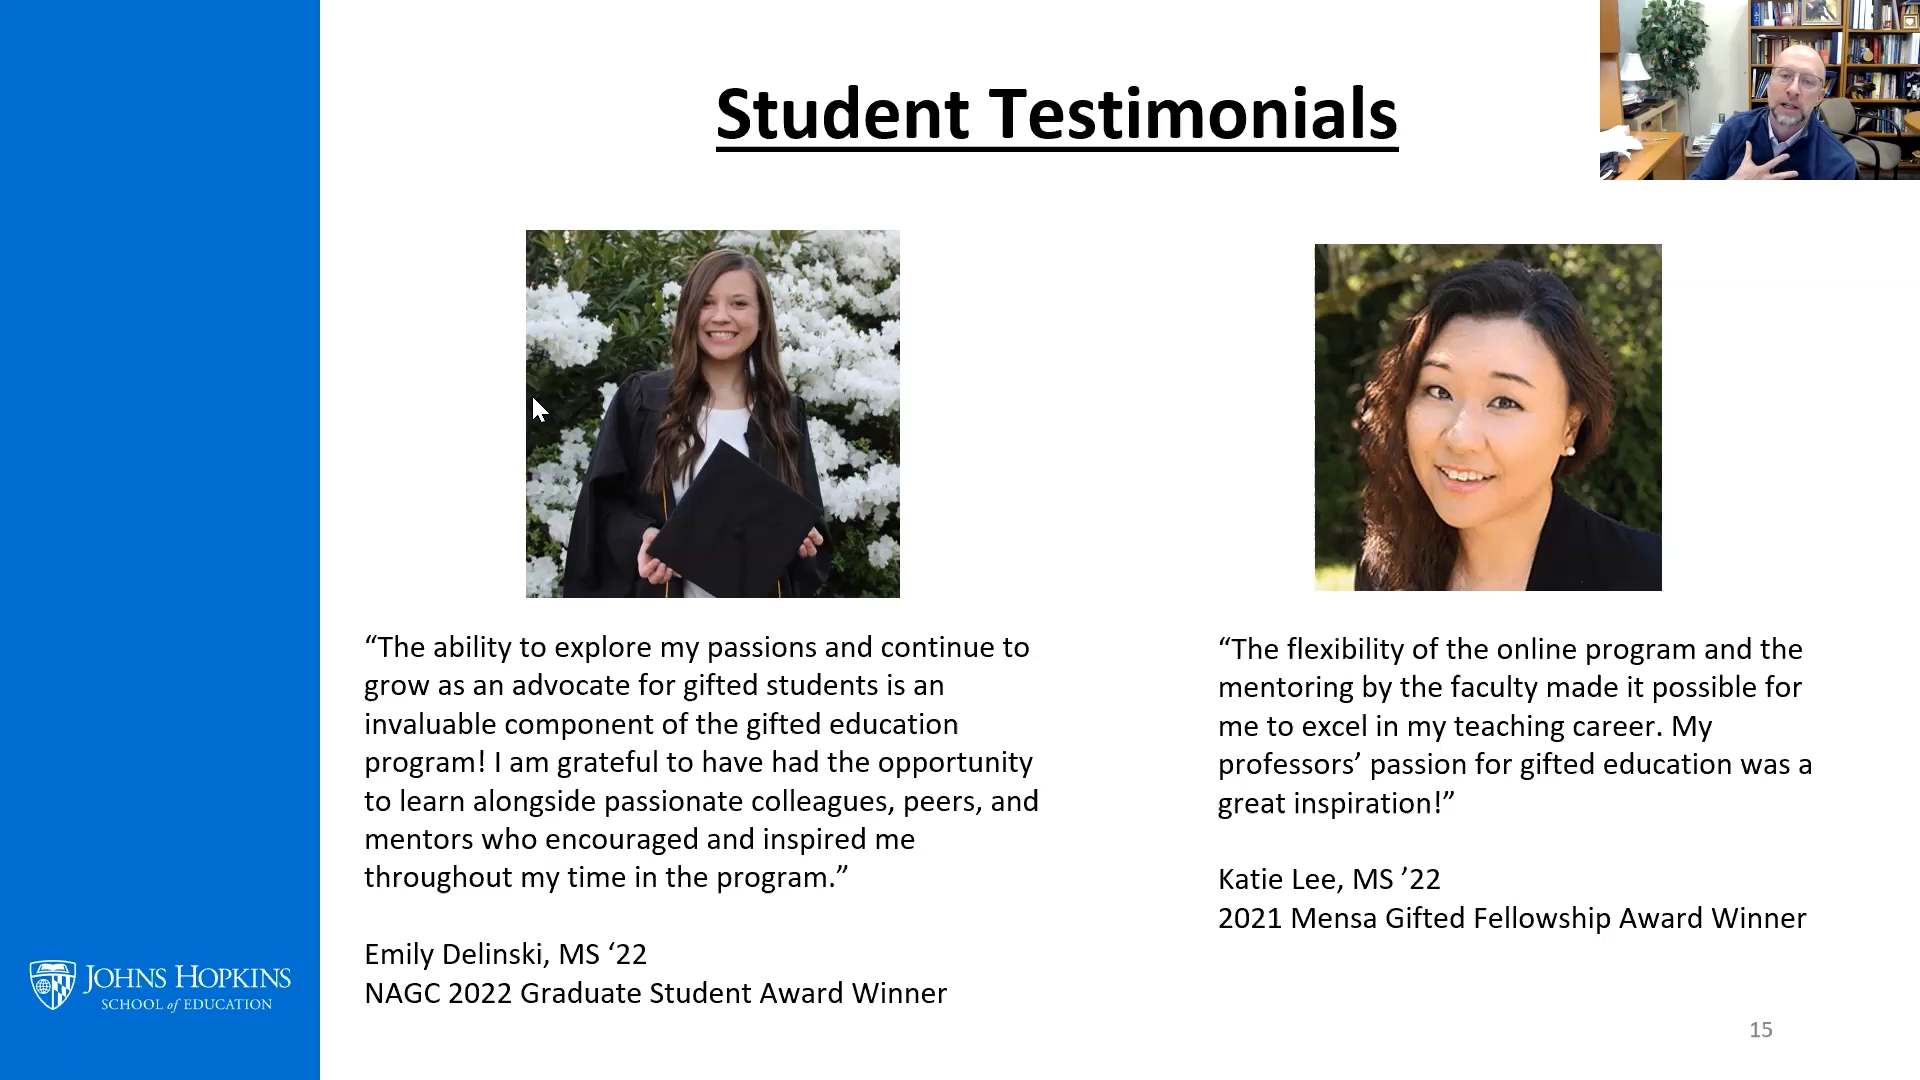 Student Testimonials
“The ability to explore my passions and continue to
grow as an advocate for gifted students is an
invaluable component of the gifted education
program! I am grateful to have had the opportunity
to learn alongside passionate colleagues, peers, and
mentors who encouraged and inspired me
throughout my time in the program.”
Emily Delinski, MS ‘22
NAGC 2022 Graduate Student Award Winner
“The flexibility of the online program and the
mentoring by the faculty made it possible for
me to excel in my teaching career. My
professors’ passion for gifted education was a
great inspiration!”
Katie Lee, MS ’22
2021 Mensa Gifted Fellowship Award Winner
JOHNS HOPKINS
SCHOOL of EDUCATION
15